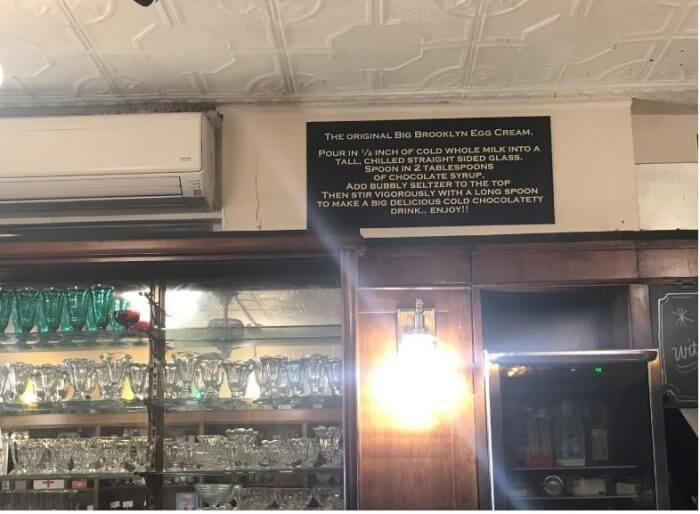 THE ORIGINAL BIG BROOKLYN EGG CREAM.
POUR IN ½ INCH OF COLD WHOLE MILK INTO A
TALL, CHILLED STRAIGHT SIDED GLASS.
SPOON IN 2 TABLESPOONS
OF CHOCOLATE SYRUP.
ADD BUBBLY SELTZER TO THE TOP
THEN STIR VIGOROUSLY WITH A LONG SPOON
TO MAKE A BIG DELICIOUS COLD CHOCOLATETY
DRINK.. ENJOY!!